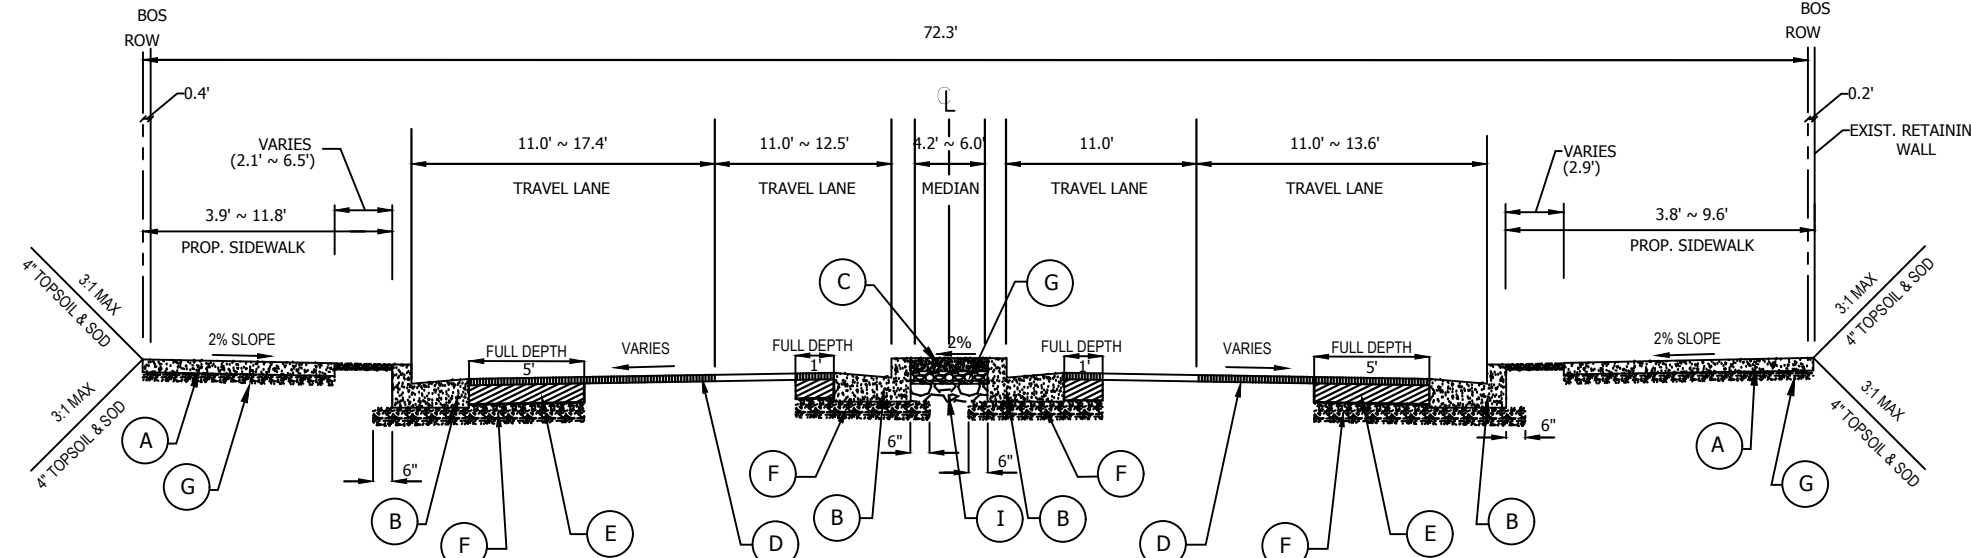 BOS
BOS
ROW
72.3'
ROW
0.4'
0.2'
CL
VARIES
(2.1' ~ 6.5')
11.0' ~ 17.4'
11.0' ~ 12.5'
4.2' ~ 6.0'
11.0'
11.0' ~ 13.6'
VARIES
(2.9')
EXIST. RETAININ
WALL
TRAVEL LANE
TRAVEL LANE
MEDIAN
TRAVEL LANE
TRAVEL LANE
3.9' ~ 11.8'
PROP. SIDEWALK
3.8' ~ 9.6'
PROP. SIDEWALK
3:1 MAX
4" TOPSOIL & SOD
3:1 MAX
4" TOPSOIL & SOD
C
G
2% SLOPE
FULL DEPTH
5'
VARIES
FULL DEPTH
1'
2%
FULL DEPTH
1'
VARIES
FULL DEPTH
5'
2% SLOPE
3:1 MAX
4" TOPSOIL & SOD
3:1 MAX
4" TOPSOIL & SOD
A
G
6"
B
F
E
D
F
B
6"
I
6"
B
F
D
F
E
B
6"
A
G